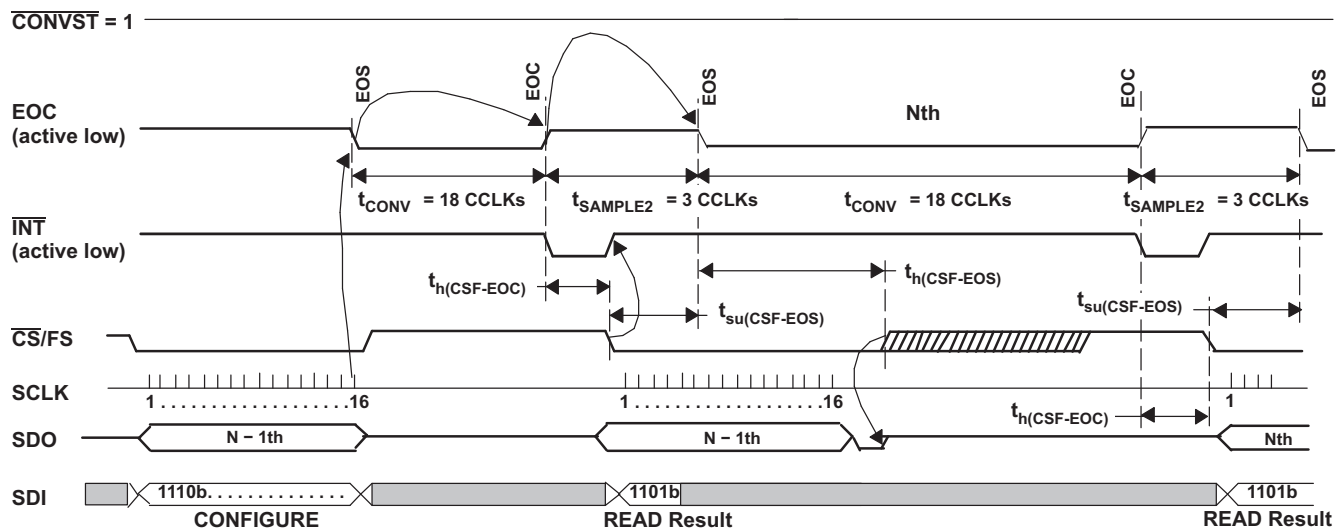 CONVST = 1
EOS
EOC
EOS
EOC
EOS
EOC
(active low)
Nth
tCONV = 18 CCLKs
tSAMPLE2 = 3 CCLKs
tCONV = 18 CCLKs
tSAMPLE2 = 3 CCLKs
INT
(active low)
th(CSF-EOC)
th(CSF-EOS)
tsu(CSF-EOS)
tsu(CSF-EOS)
CS/FS
SCLK
1 . . . . . . . . . . . . . . . . . . . .16
1 . . . . . . . . . . . . . . . . . . . .16
1
th(CSF-EOC)
SDO
N − 1th
N − 1th
Nth
SDI
1110b. . . . . . . . . . . . .
1101b
1101b
CONFIGURE
READ Result
READ Result